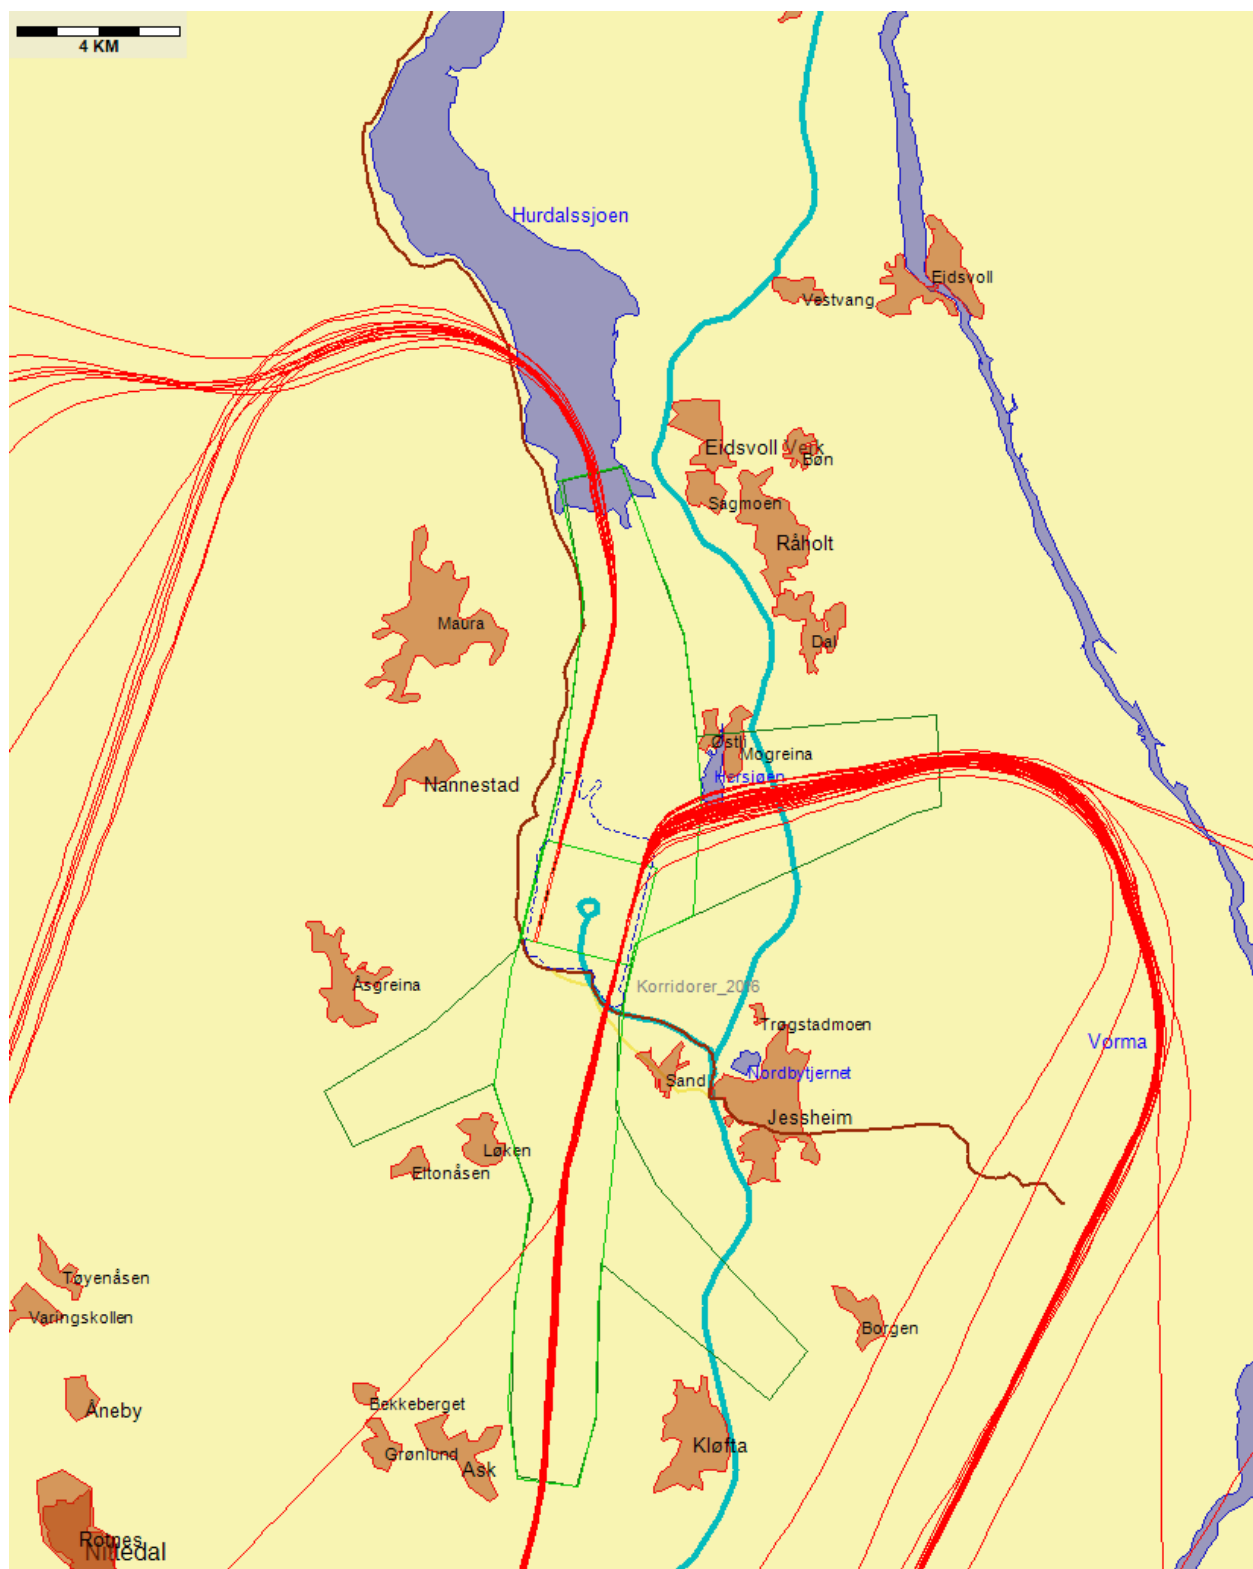 4 KM
Hurdalssjoen
Eidsvoll
Vestvang
Eidsvoll Verk
Bøn
Sagmoen
Råholt
Maura
Dal
Østli
Mogreina
Hersjøen
Nannestad
Åsgreina
Korridorer_2016
Trøgstadmoen
Vorma
Sand
Nordbytjernet
Jessheim
Løken
Eltonåsen
Tøyenåsen
Varingskollen
Borgen
Bekkeberget
Åneby
Grønlund
Ask
Kløfta
Rotnes
Nittedal